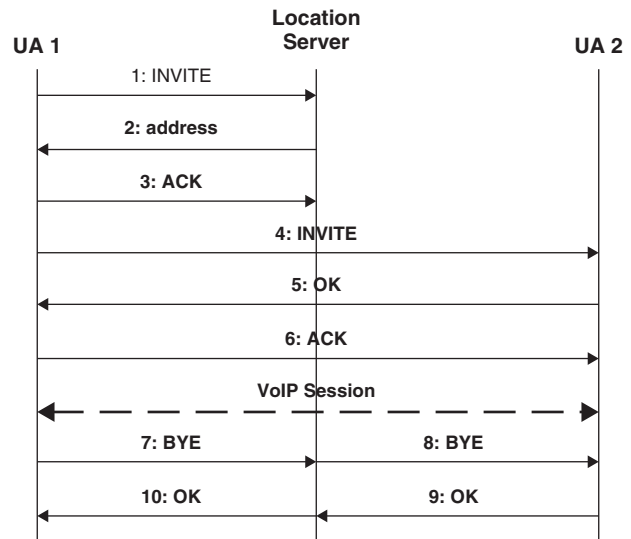 Location
Server
UA 1
UA 2
1: INVITE
2: address
3: ACK
4: INVITE
5: OK
6: ACK
VoIP Session
7: BYE
8: BYE
10: OK
9: OK